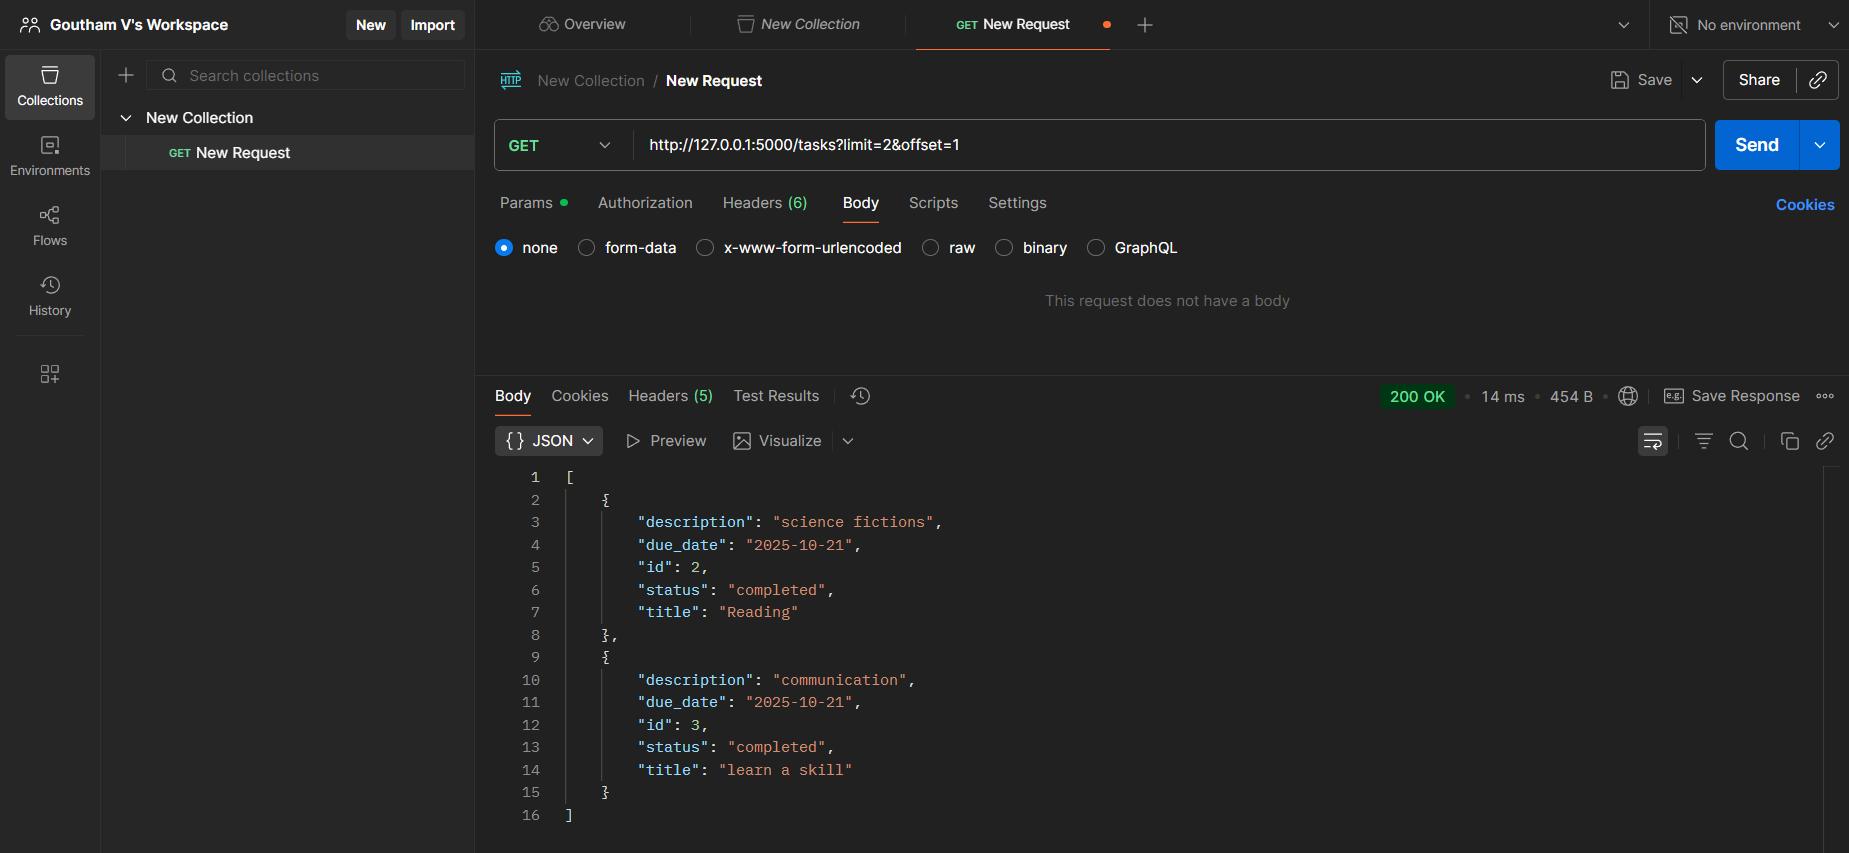 Goutham V's Workspace New Import Overview New Collection GET New Request No environment
Collections
Search collections
HTTP New Collection / New Request Save Share
New Collection
GET New Request
GET http://127.0.0.1:5000/tasks?limit=2&offset=1 Send
Environments
Params Authorization Headers (6) Body Scripts Settings Cookies
Flows
none form-data x-www-form-urlencoded raw binary GraphQL
History
This request does not have a body
Body Cookies Headers (5) Test Results 200 OK 14 ms 454 B e.g. Save Response
{} JSON Preview Visualize
1 [
2 {
3 "description": "science fictions",
4 "due_date": "2025-10-21",
5 "id": 2,
6 "status": "completed",
7 "title": "Reading"
8 },
9 {
10 "description": "communication",
11 "due_date": "2025-10-21",
12 "id": 3,
13 "status": "completed",
14 "title": "learn a skill"
15 }
16 ]